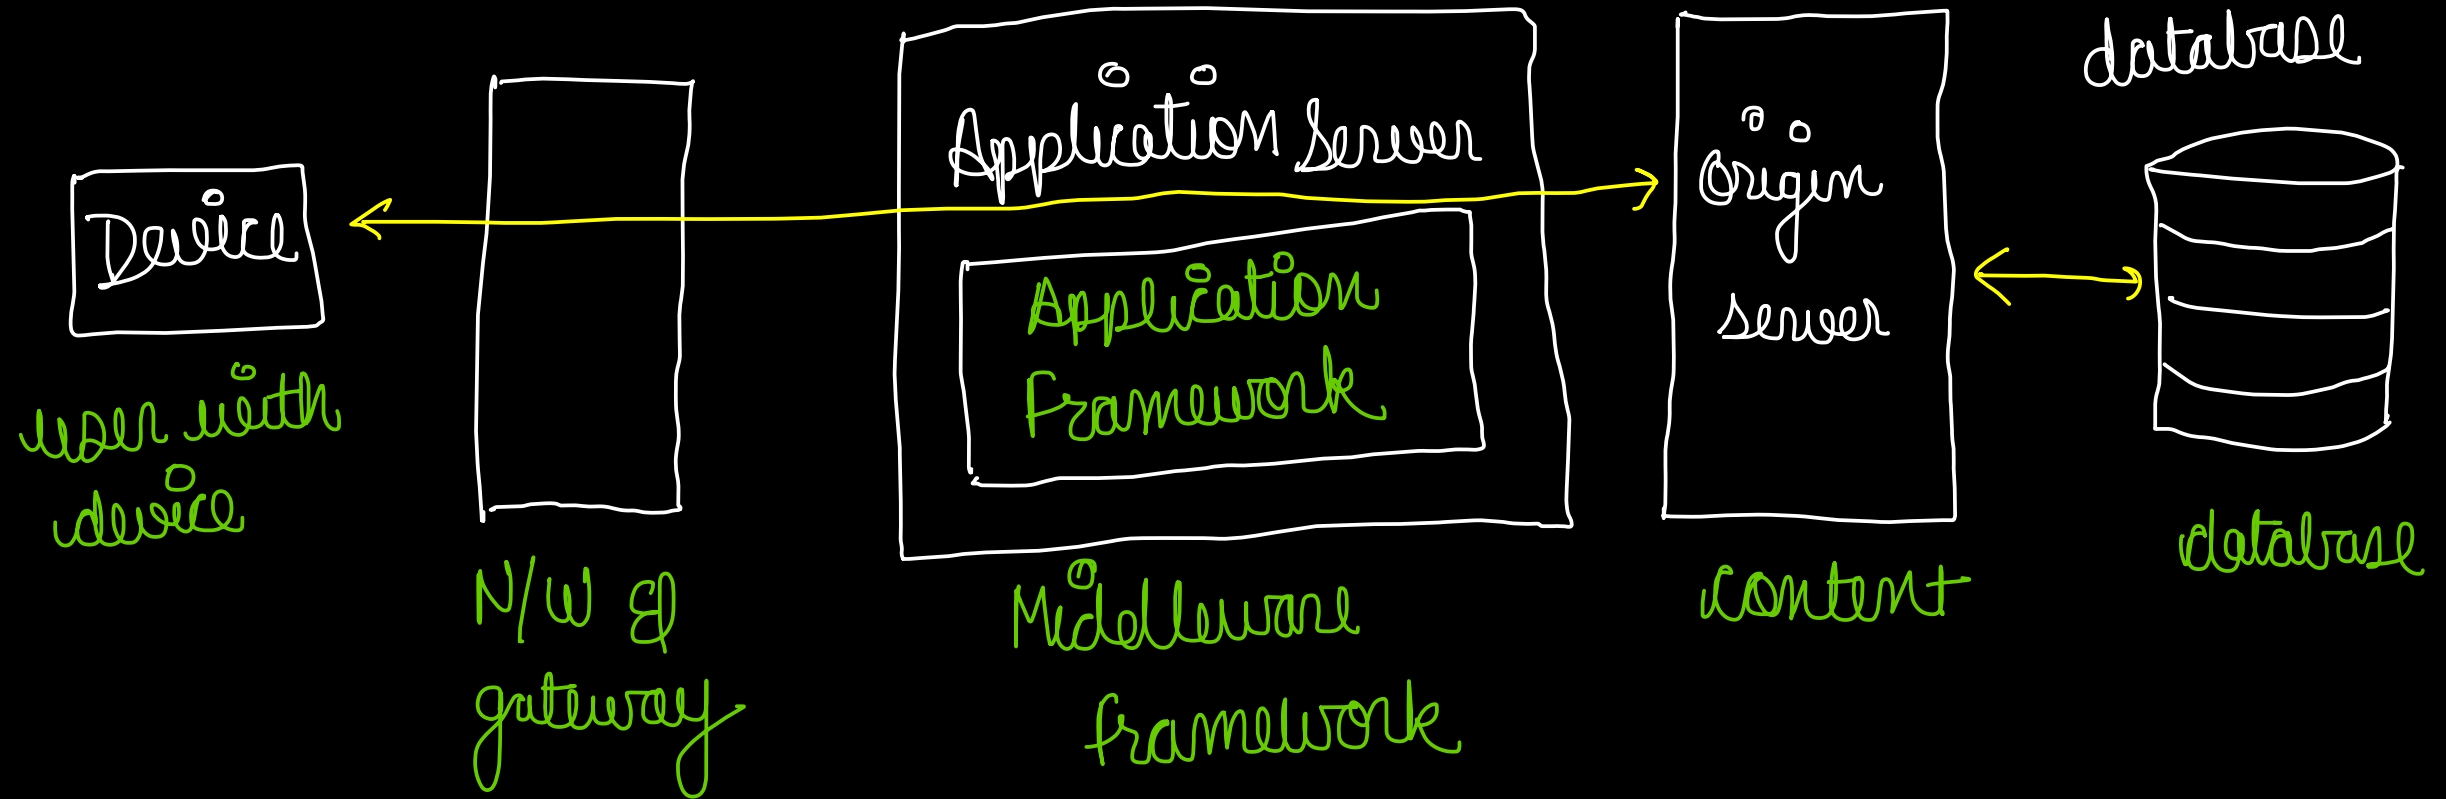 Device
user with
device
N/W &
gateway
Application Server
Application
Framework
Middleware
framework
Origin
server
content
database
database